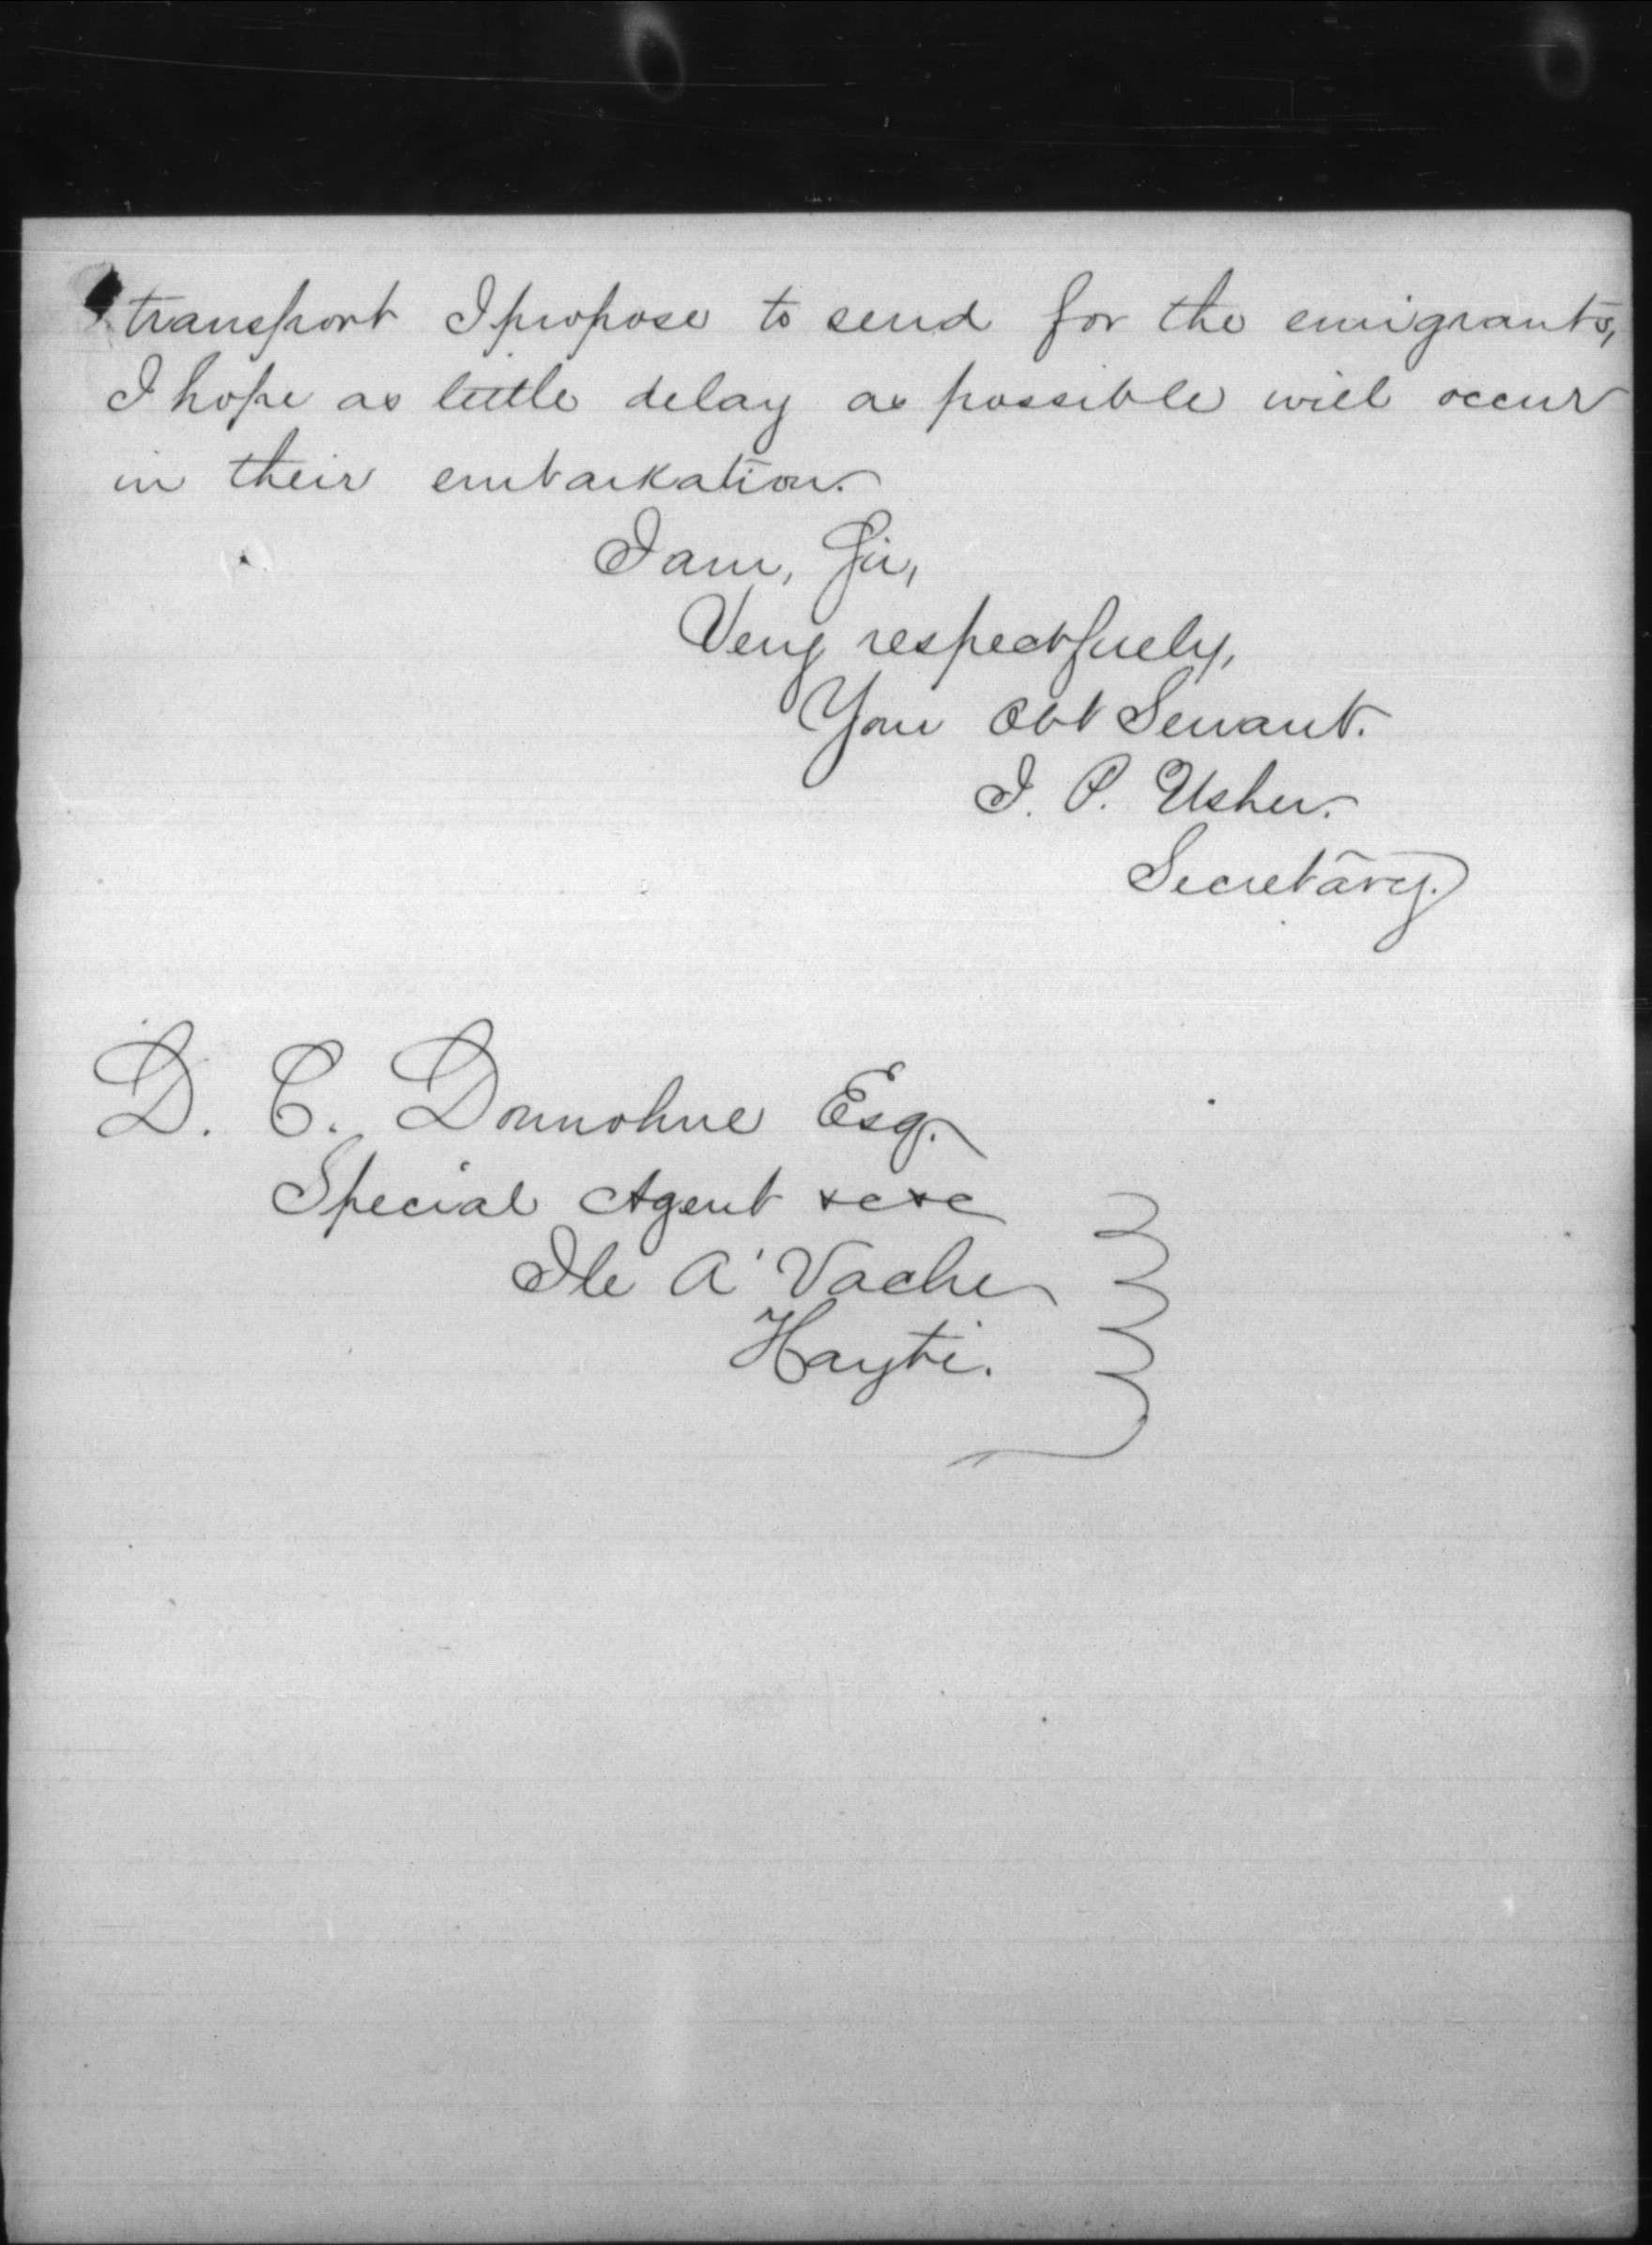 transport I propose to send for the emigrants,
I hope as little delay as possible will occur
in their embarkation.
I am, Sir,
Very respectfully,
Your Obt Servant.
J. P. Usher.
Secretary.
D. C. Donnohue Esq.
Special Agent &c &c
Ile A' Vache
Hayti.